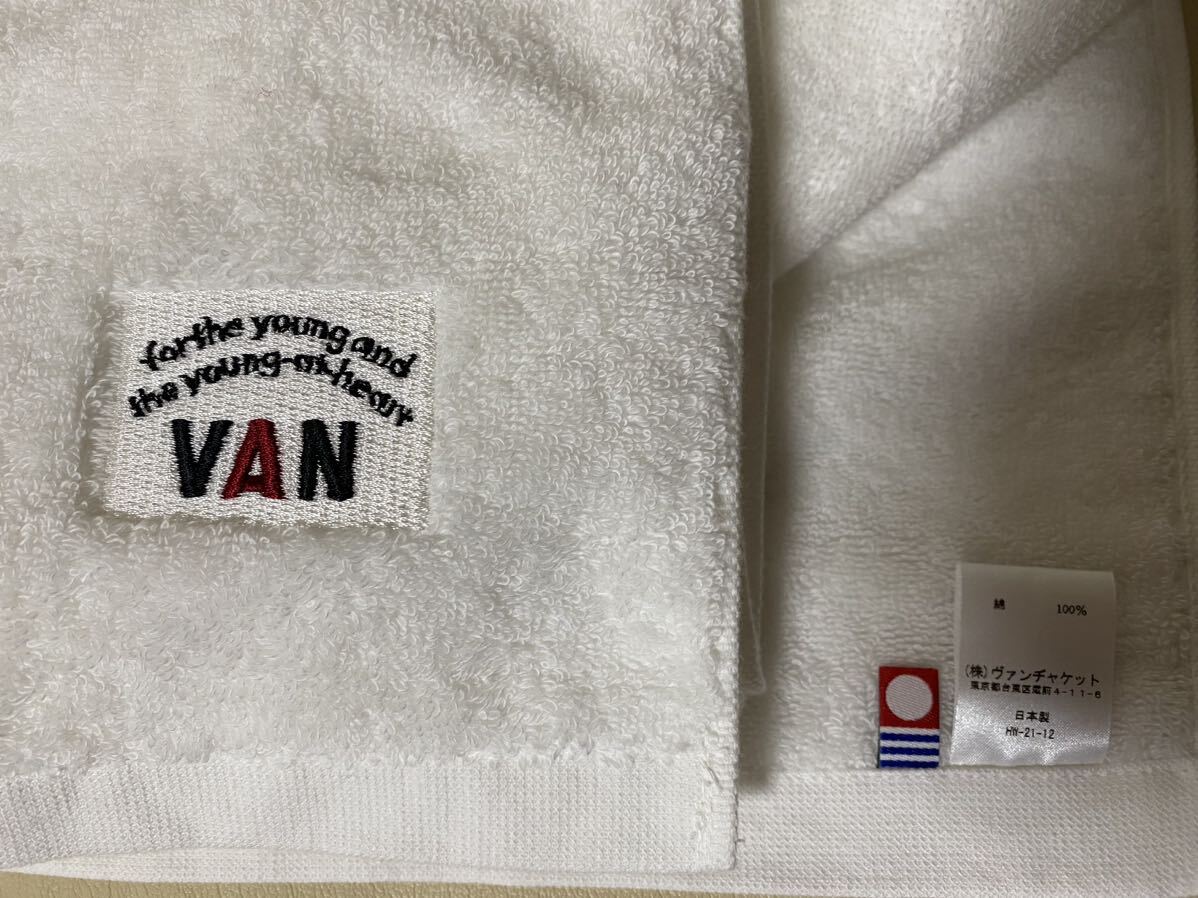 for the young and
the young-at-heart
VAN
綿 100%
(株)ヴァンヂャケット
東京都台東区蔵前4-11-6
日本製
HW-21-12